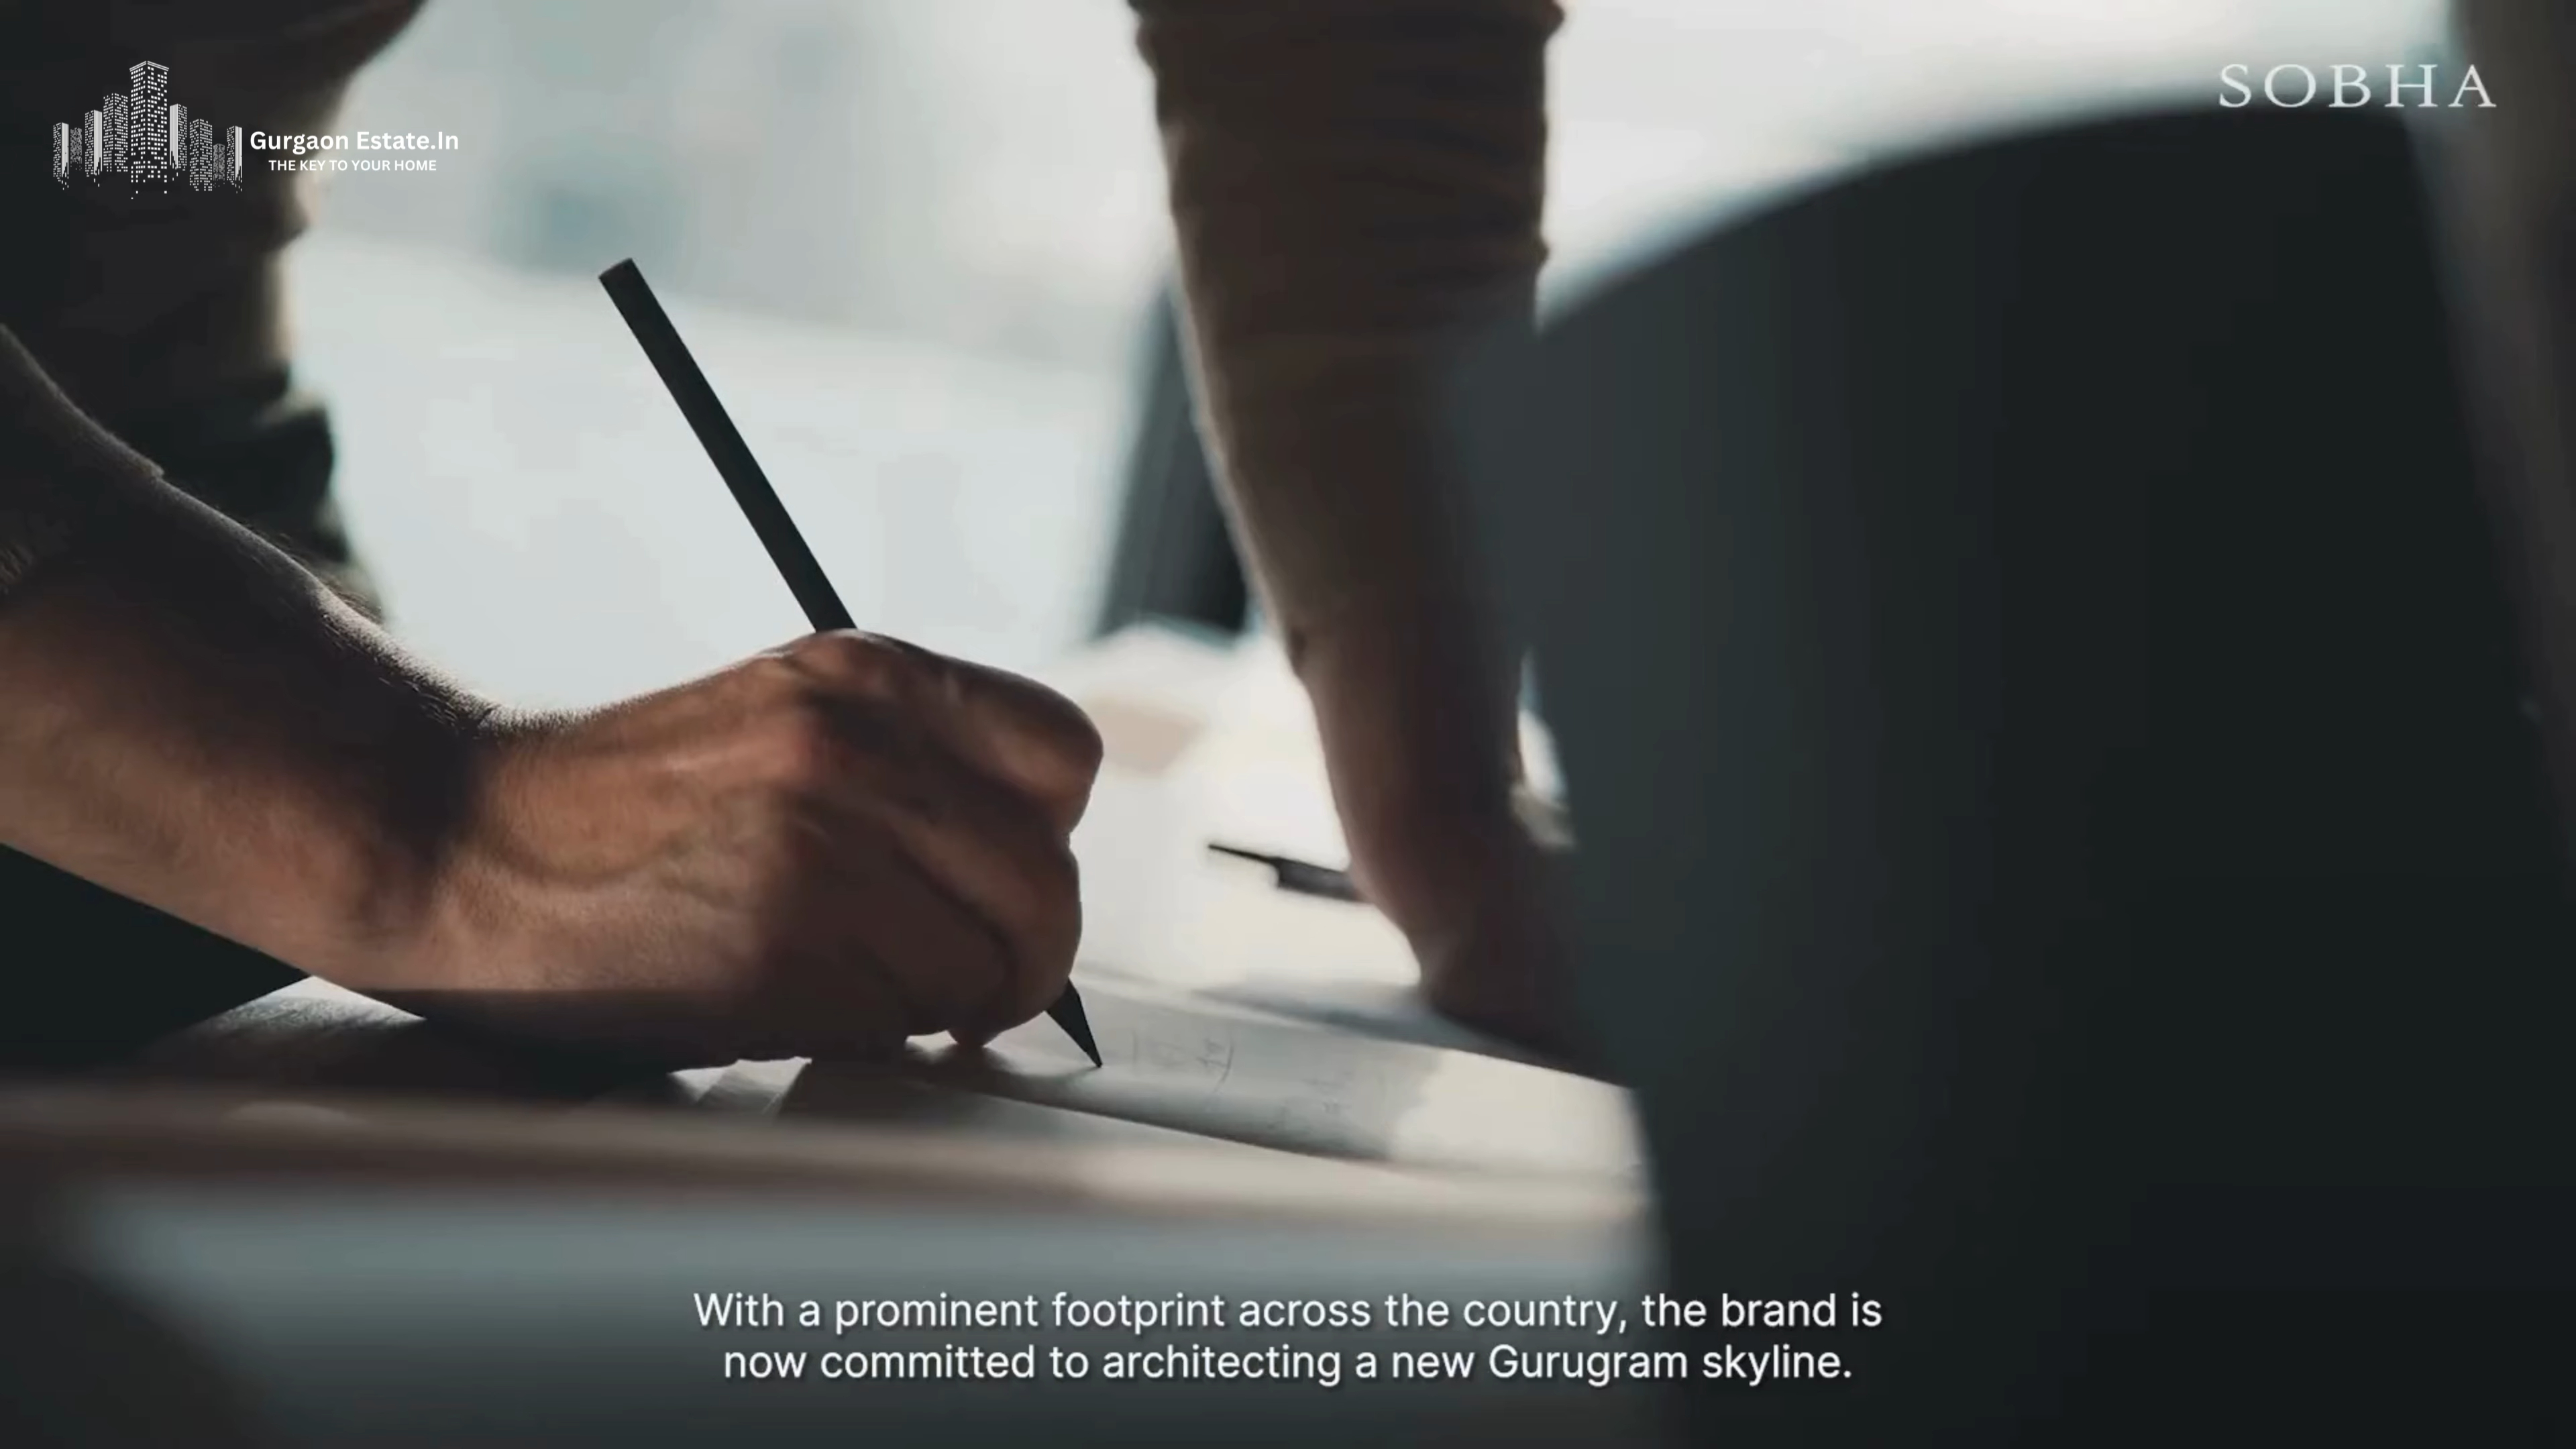 Gurgaon Estate.In
THE KEY TO YOUR HOME
SOBHA
With a prominent footprint across the country, the brand is
now committed to architecting a new Gurugram skyline.